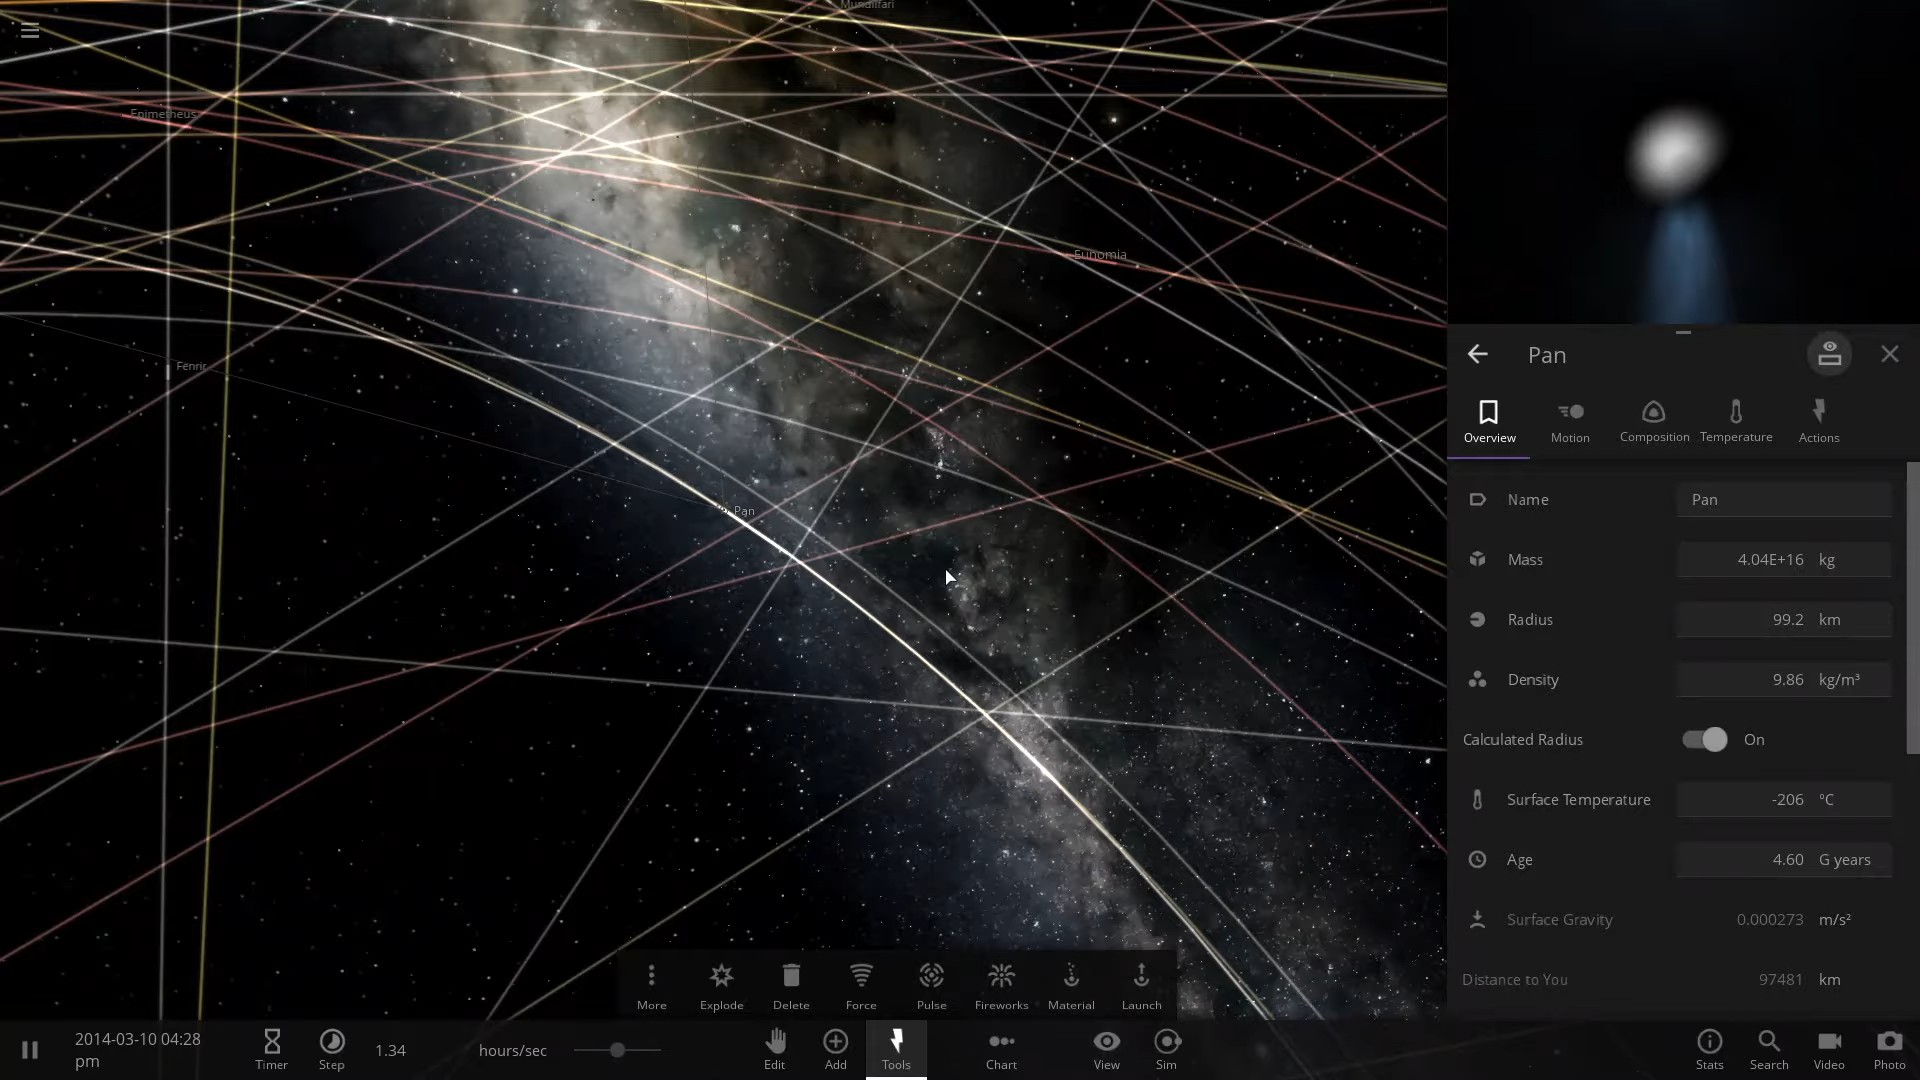 Mundilfari
Epimetheus
Eunomia
Fenrir
Pan
Pan
Overview
Motion
Composition
Temperature
Actions
Name
Pan
Mass
4.04E+16 kg
Radius
99.2 km
Density
9.86 kg/m³
Calculated Radius
On
Surface Temperature
-206 °C
Age
4.60 G years
Surface Gravity
0.000273 m/s²
Distance to You
97481 km
More
Explode
Delete
Force
Pulse
Fireworks
Material
Launch
2014-03-10 04:28
pm
Timer
Step
1.34
hours/sec
Edit
Add
Tools
Chart
View
Sim
Stats
Search
Video
Photo